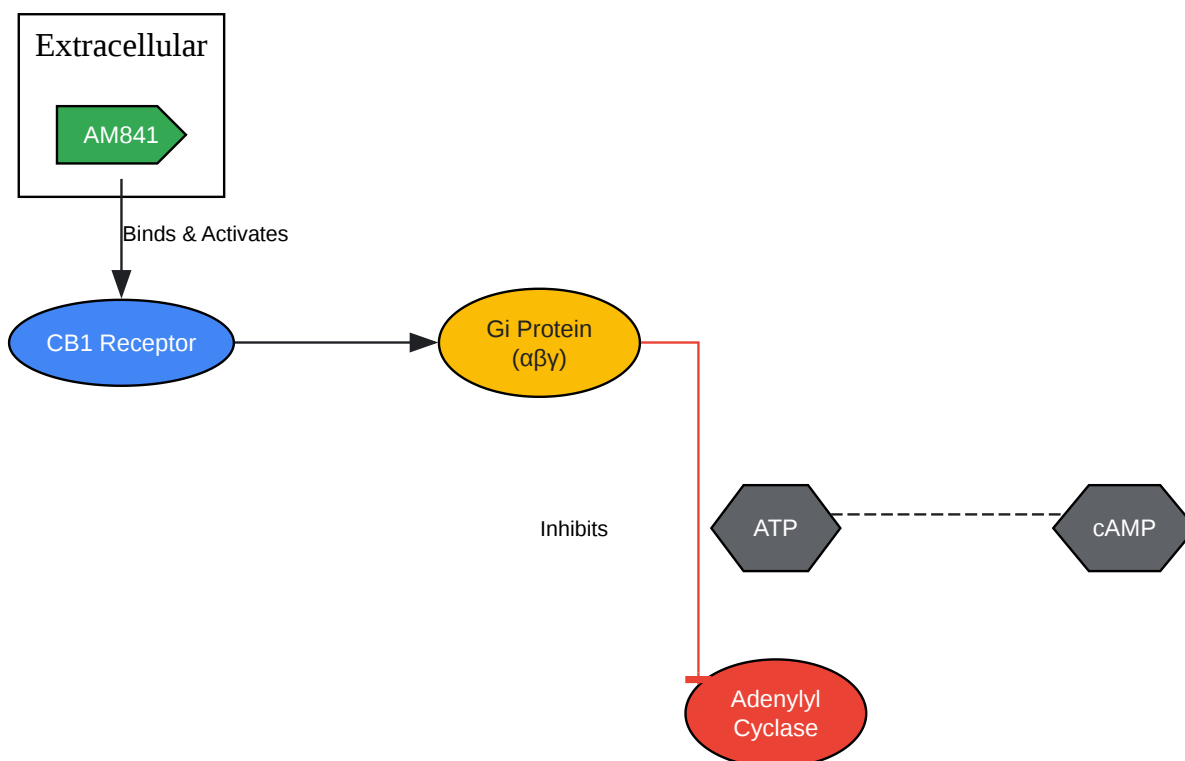 Extracellular
AM841
Binds & Activates
CB1 Receptor
Gi Protein
(αβγ)
Inhibits
ATP
cAMP
Adenylyl
Cyclase